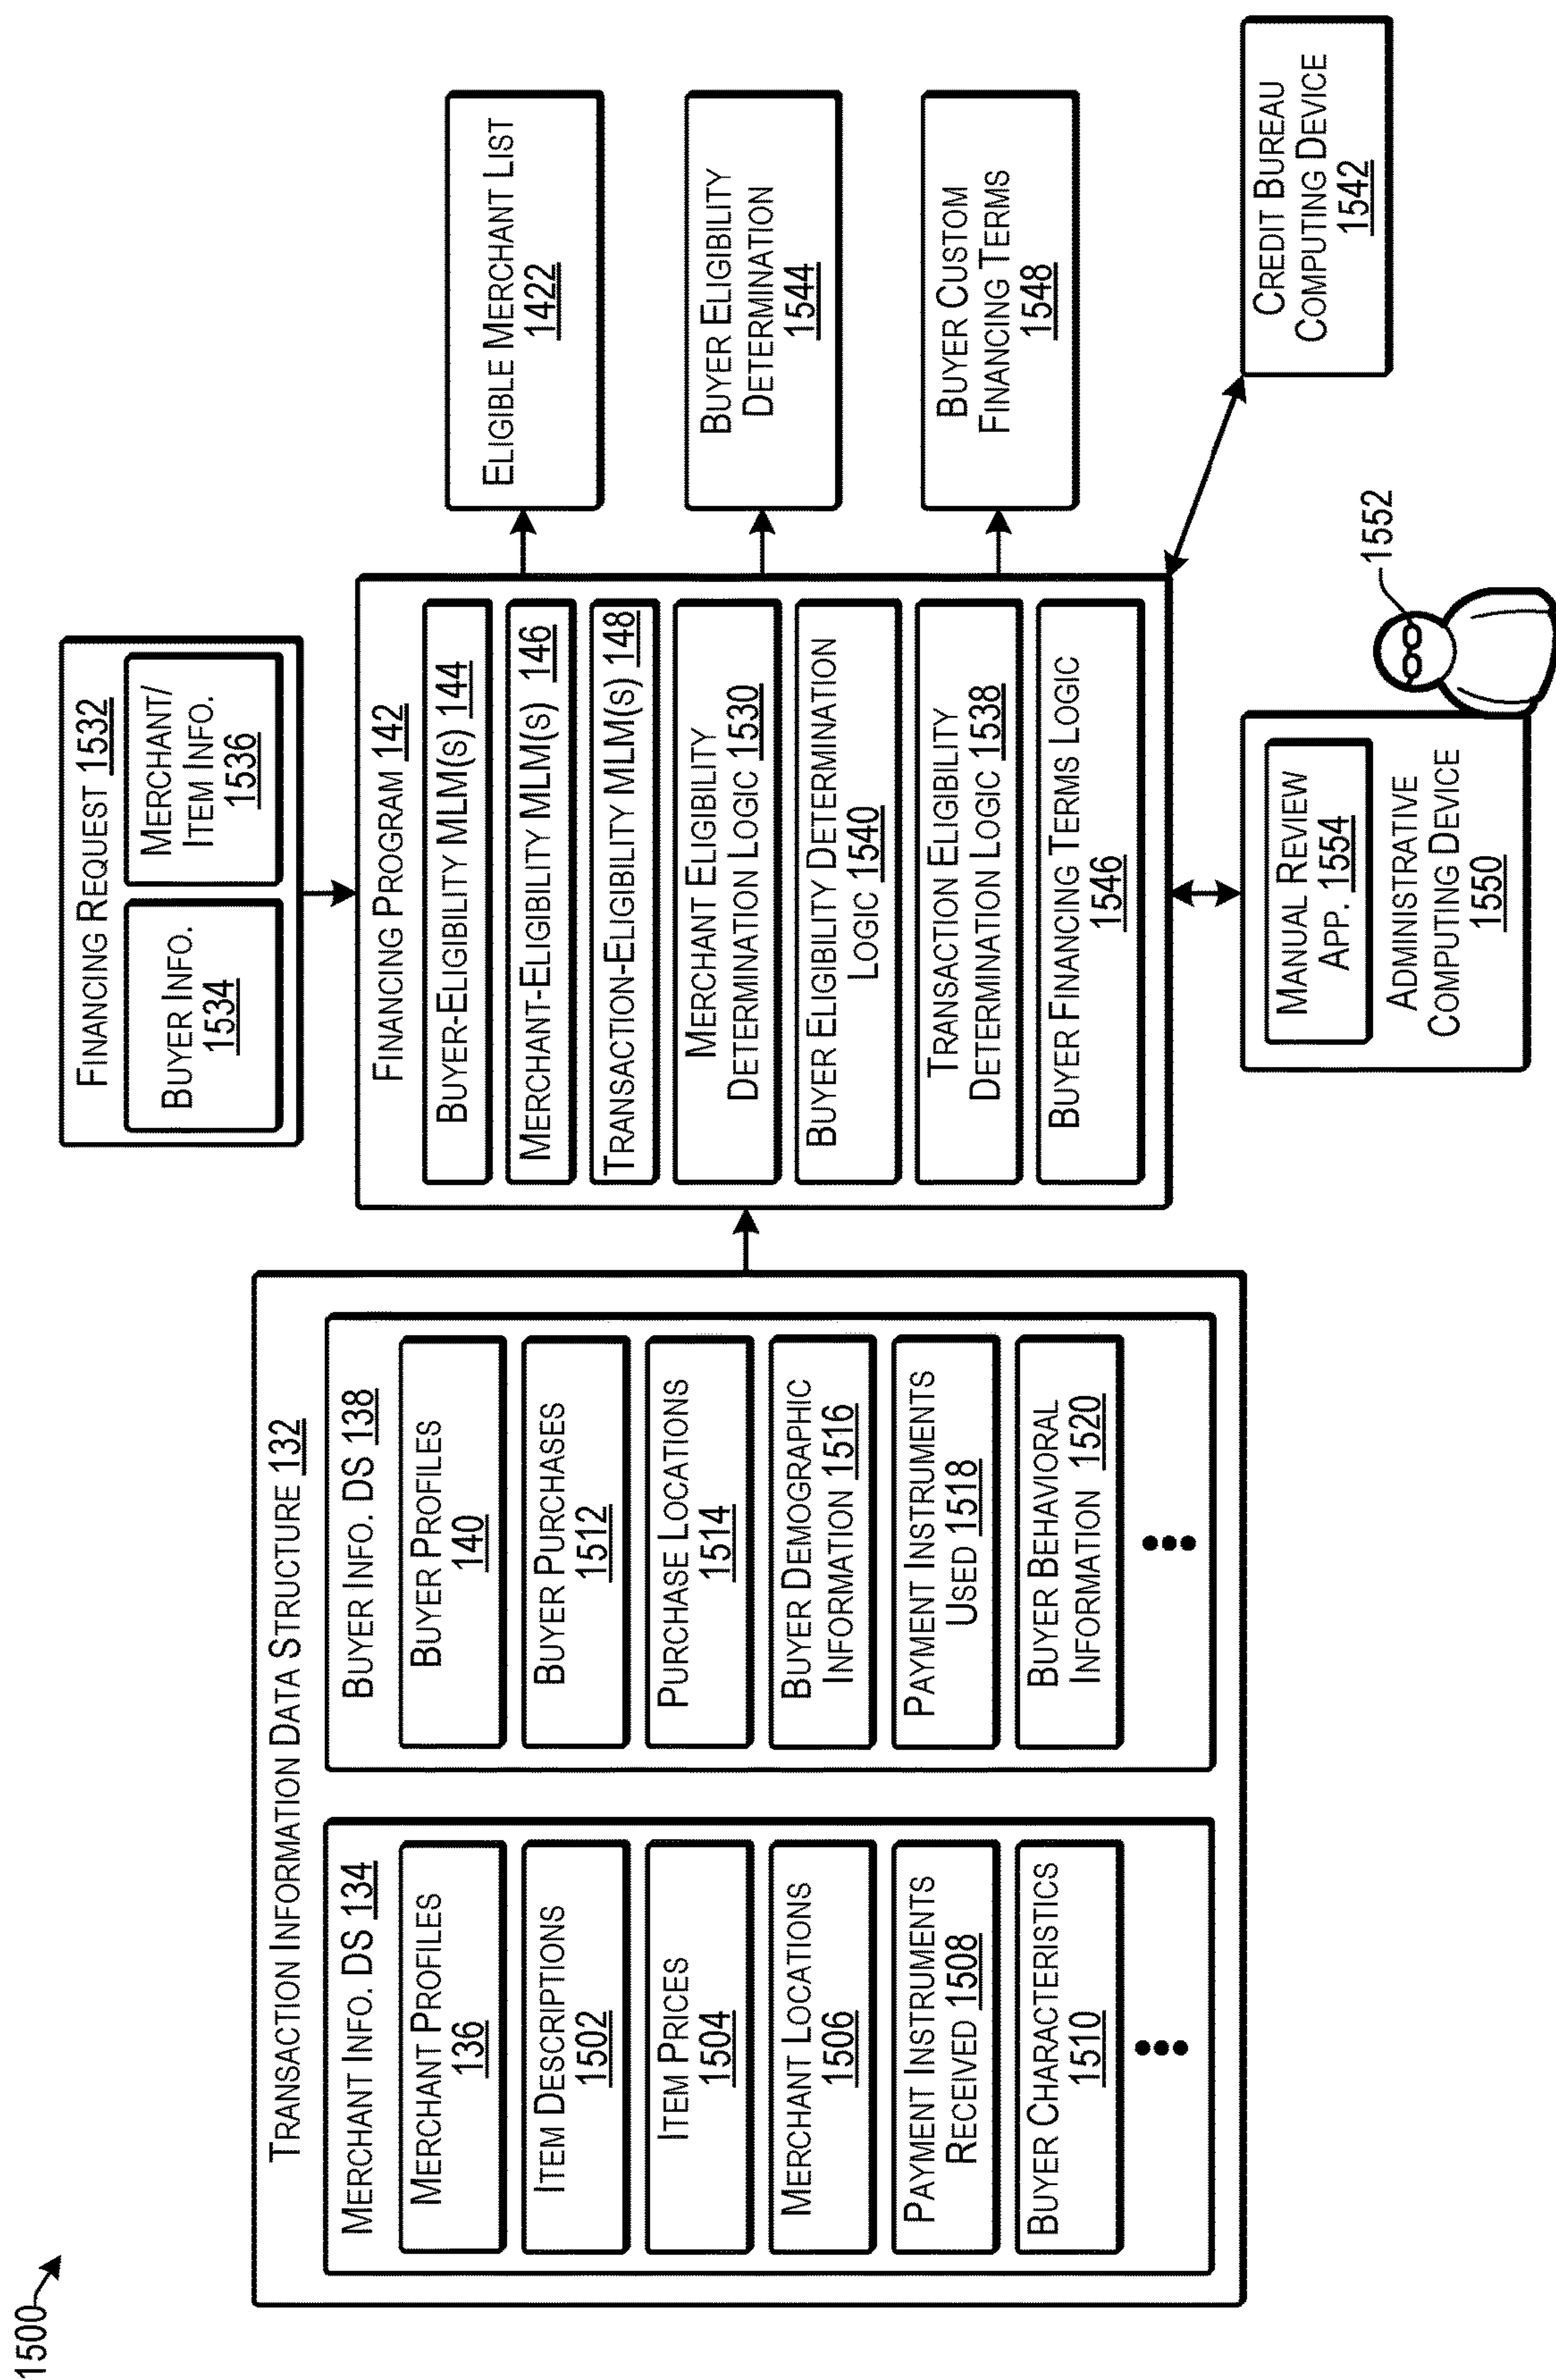 1500
TRANSACTION INFORMATION DATA STRUCTURE 132
MERCHANT INFO. DS 134
MERCHANT PROFILES
136
ITEM DESCRIPTIONS
1502
ITEM PRICES
1504
MERCHANT LOCATIONS
1506
PAYMENT INSTRUMENTS
RECEIVED 1508
BUYER CHARACTERISTICS
1510
BUYER INFO. DS 138
BUYER PROFILES
140
BUYER PURCHASES
1512
PURCHASE LOCATIONS
1514
BUYER DEMOGRAPHIC
INFORMATION 1516
PAYMENT INSTRUMENTS
USED 1518
BUYER BEHAVIORAL
INFORMATION 1520
FINANCING REQUEST 1532
BUYER INFO.
1534
MERCHANT/
ITEM INFO.
1536
FINANCING PROGRAM 142
BUYER-ELIGIBILITY MLM(S) 144
MERCHANT-ELIGIBILITY MLM(S) 146
TRANSACTION-ELIGIBILITY MLM(S) 148
MERCHANT ELIGIBILITY
DETERMINATION LOGIC 1530
BUYER ELIGIBILITY DETERMINATION
LOGIC 1540
TRANSACTION ELIGIBILITY
DETERMINATION LOGIC 1538
BUYER FINANCING TERMS LOGIC
1546
ELIGIBLE MERCHANT LIST
1422
BUYER ELIGIBILITY
DETERMINATION
1544
BUYER CUSTOM
FINANCING TERMS
1548
MANUAL REVIEW
APP. 1554
ADMINISTRATIVE
COMPUTING DEVICE
1550
1552
CREDIT BUREAU
COMPUTING DEVICE
1542